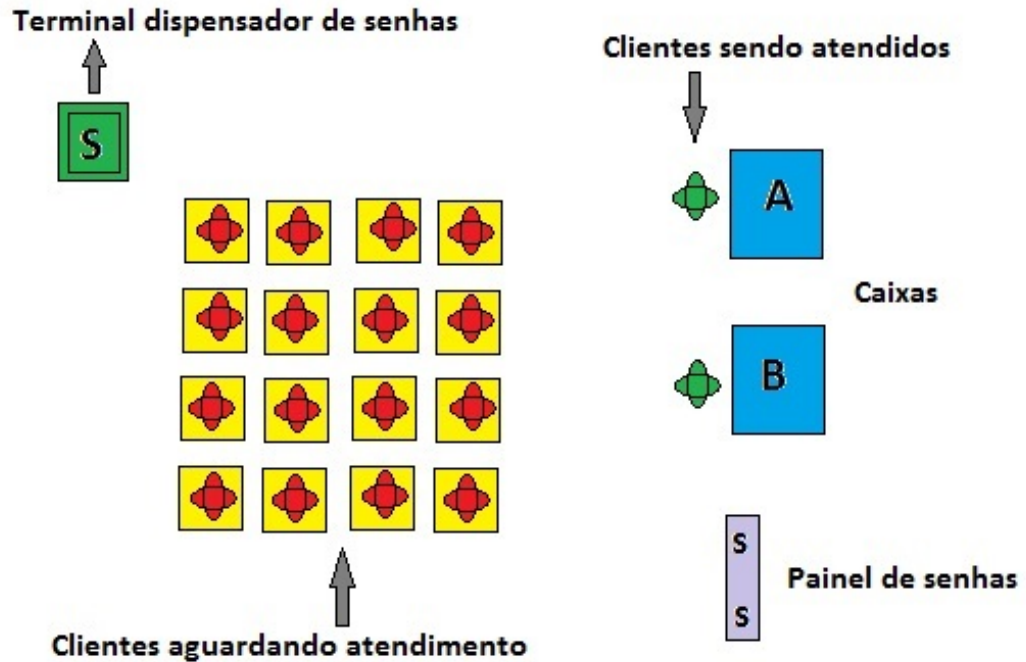 Terminal dispensador de senhas
Clientes sendo atendidos
S
A
Caixas
B
S
Painel de senhas
S
Clientes aguardando atendimento